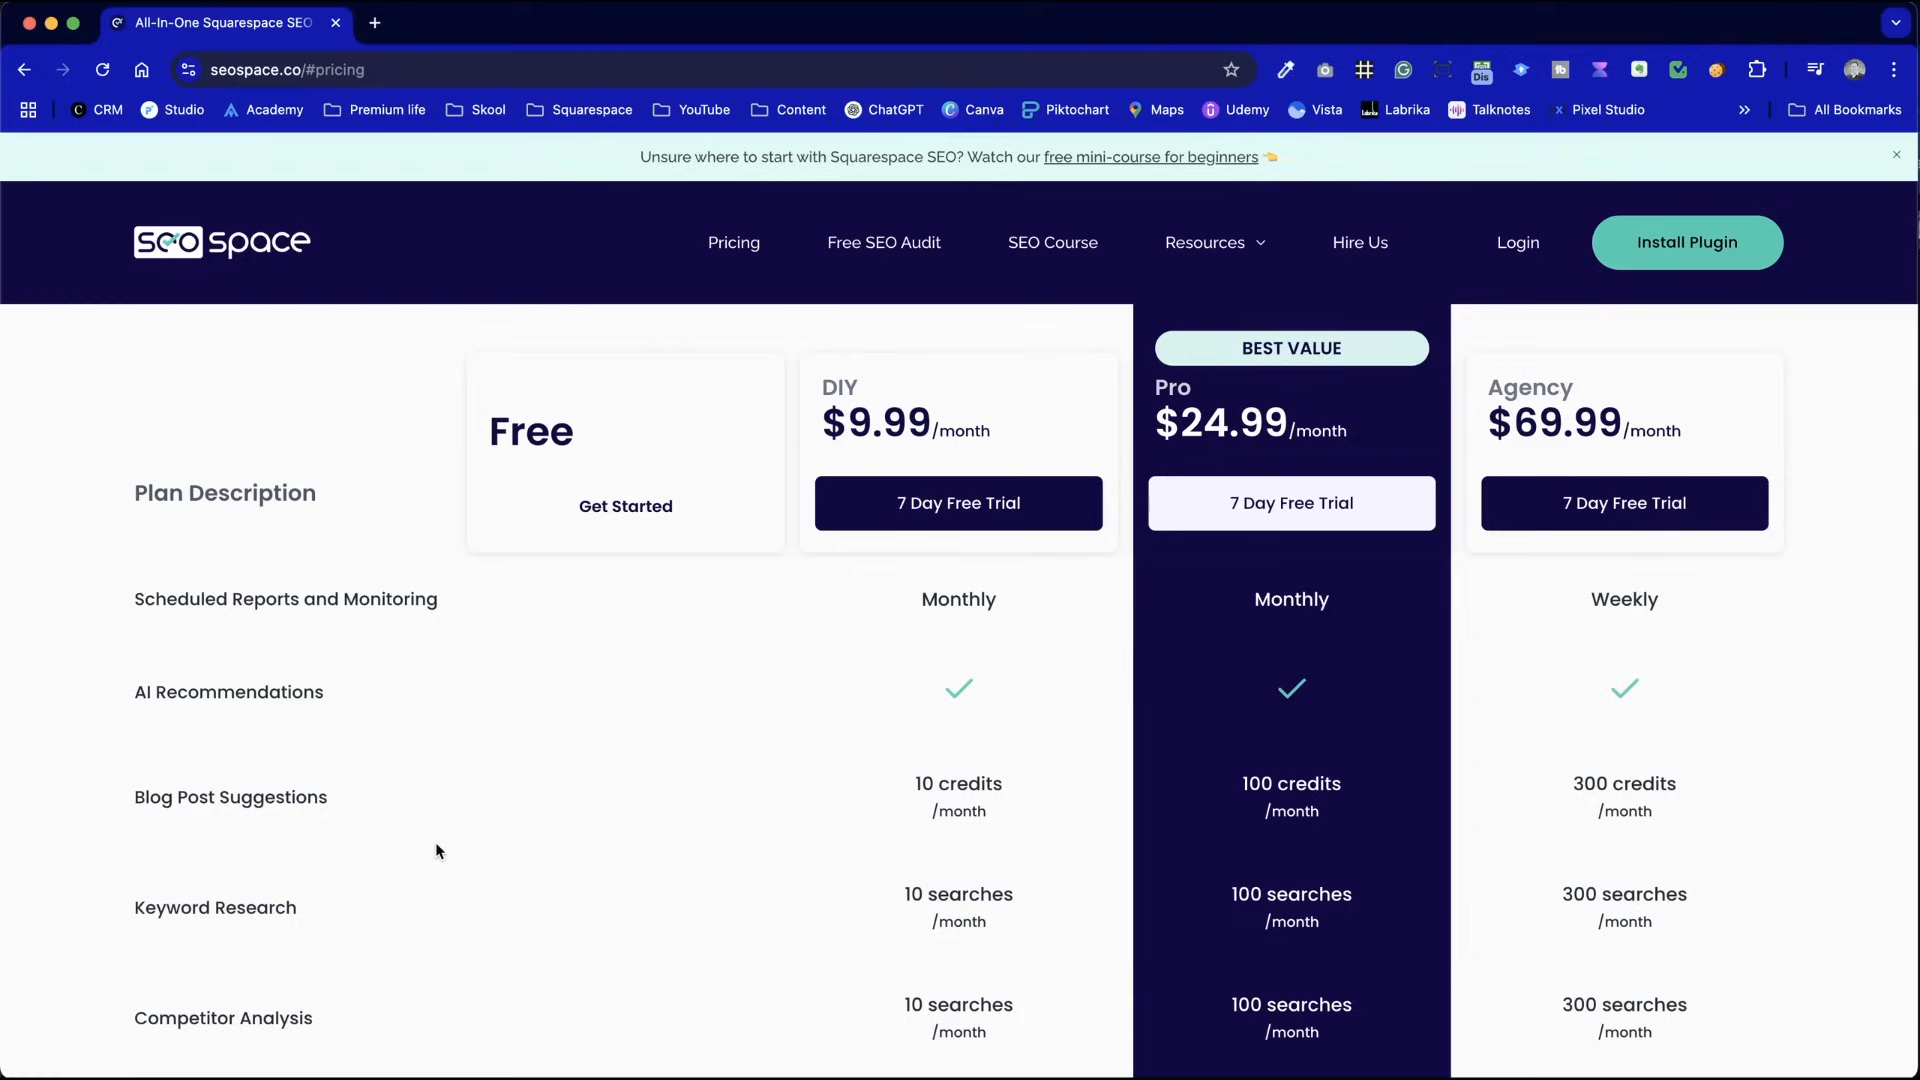 All-In-One Squarespace SEO
seospace.co/#pricing
Dis
CRM Studio Academy Premium life Skool Squarespace YouTube Content ChatGPT Canva Piktochart Maps Udemy Vista Labrika Talknotes Pixel Studio All Bookmarks
Unsure where to start with Squarespace SEO? Watch our free mini-course for beginners
seo space
Pricing Free SEO Audit SEO Course Resources Hire Us Login Install Plugin
BEST VALUE
DIY Pro Agency
Free $9.99/month $24.99/month $69.99/month
Plan Description
Get Started 7 Day Free Trial 7 Day Free Trial 7 Day Free Trial
Scheduled Reports and Monitoring Monthly Monthly Weekly
AI Recommendations
Blog Post Suggestions
10 credits 100 credits 300 credits
/month /month /month
Keyword Research
10 searches 100 searches 300 searches
/month /month /month
Competitor Analysis
10 searches 100 searches 300 searches
/month /month /month